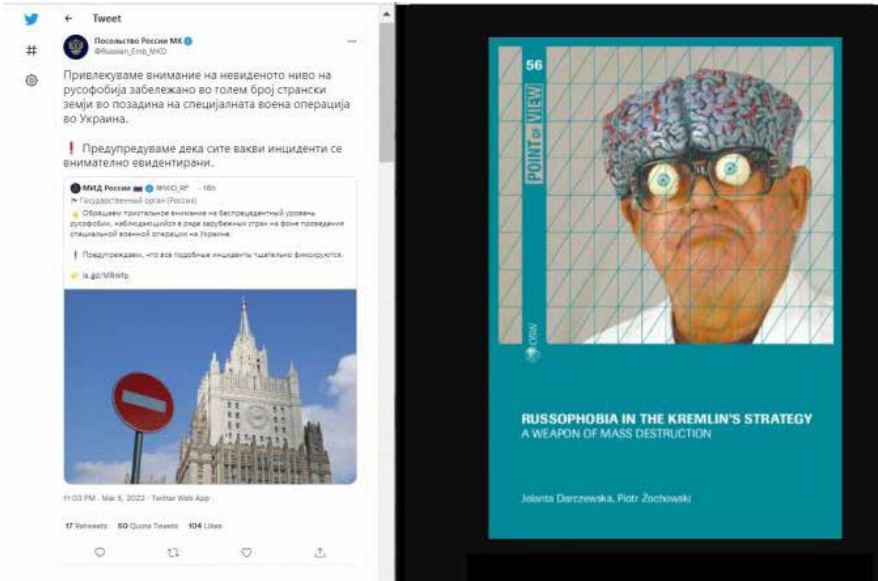 Tweet
Посольство России МК
@Russian_Emb_MKD
Привлекуваме внимание на невиденото ниво на
русофобија забележано во голем број странски
земји во позадина на специјалната воена операција
во Украина.
❗ Предупредуваме дека сите вакви инциденти се
внимателно евидентирани.
МИД России 🇷🇺 @MID_RF · 16h
Государственный орган (Россия)
☝ Обращаем пристальное внимание на беспрецедентный уровень
русофобии, наблюдающийся в ряде зарубежных стран на фоне проведения
специальной военной операции на Украине.
❗ Предупреждаем, что все подобные инциденты тщательно фиксируются.
11:03 PM · Mar 5, 2022 · Twitter Web App
17 Retweets 60 Quote Tweets 104 Likes
56
POINT OF VIEW
OSW
RUSSOPHOBIA IN THE KREMLIN'S STRATEGY
A WEAPON OF MASS DESTRUCTION
Jolanta Darczewska, Piotr Żochowski